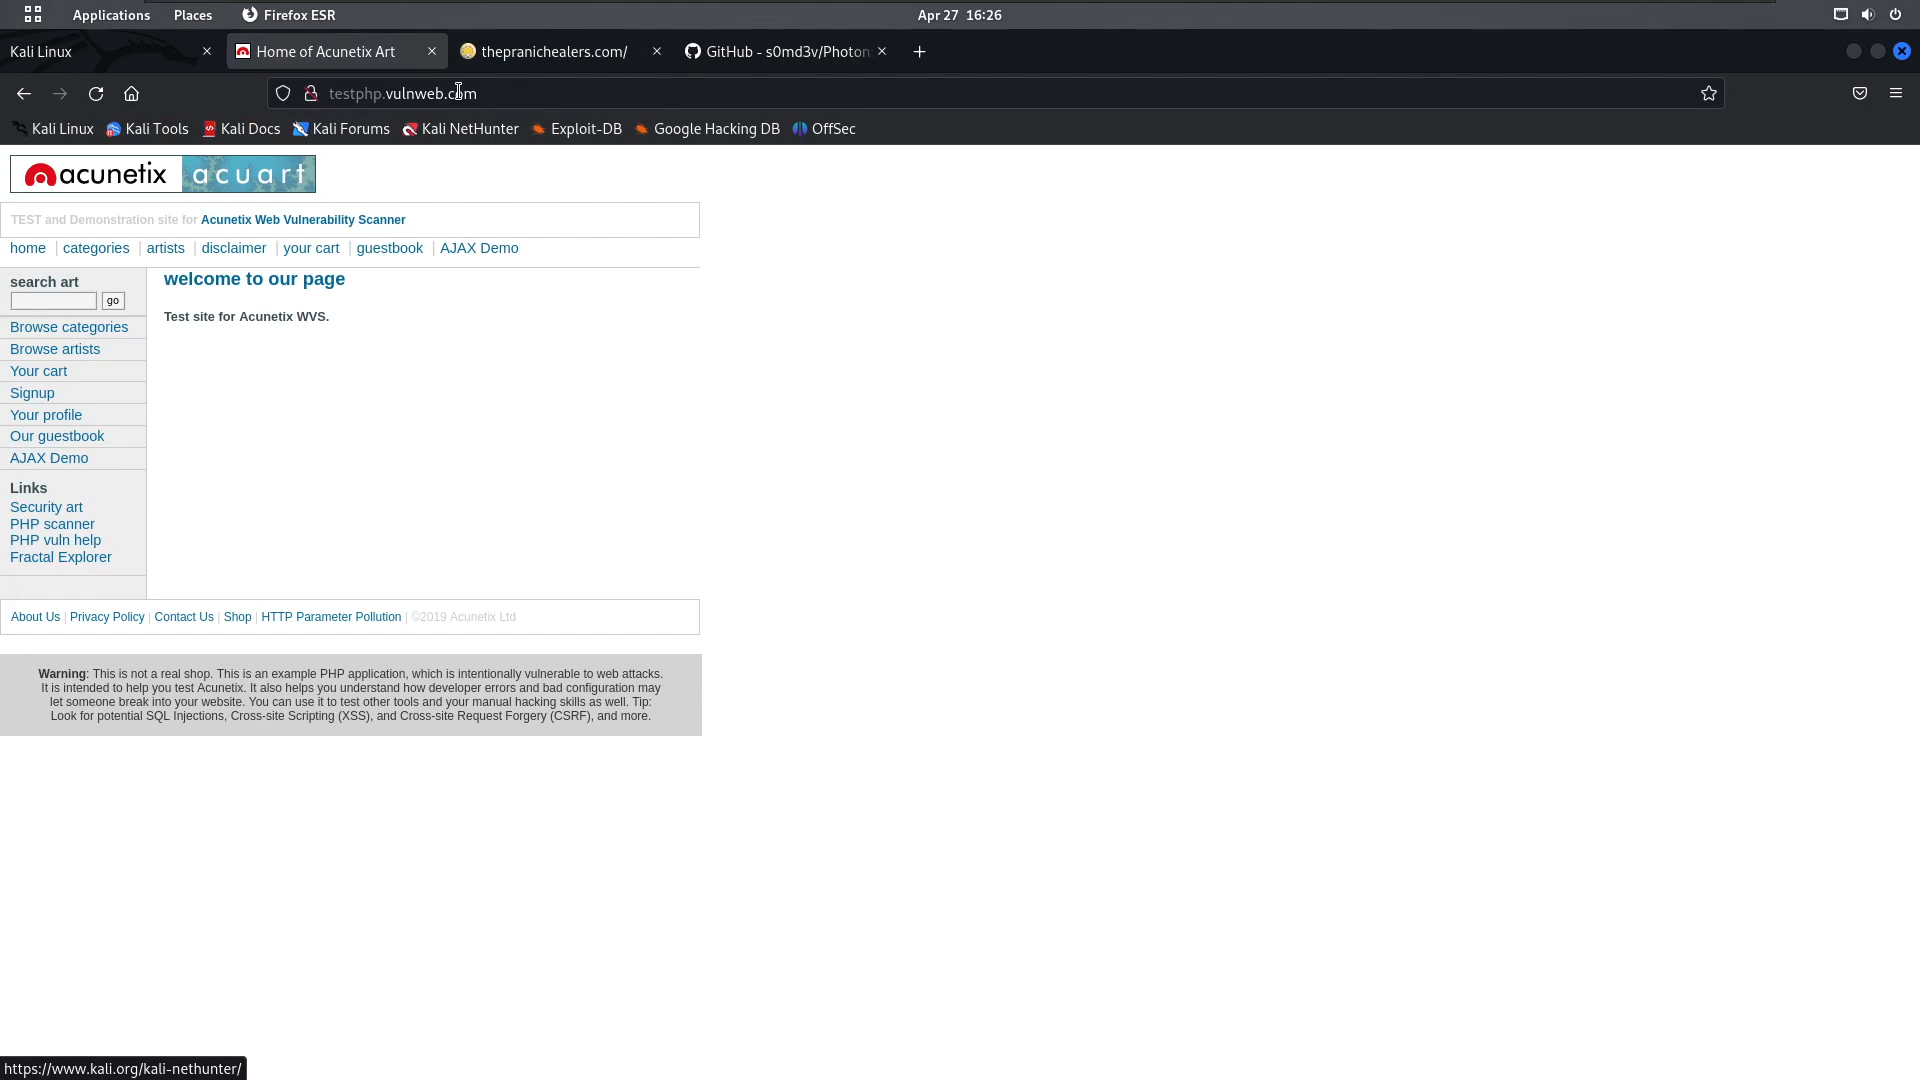 Applications Places Firefox ESR Apr 27 16:26
Kali Linux Home of Acunetix Art thepranichealers.com/ GitHub - s0md3v/Photon
testphp.vulnweb.com
Kali Linux Kali Tools Kali Docs Kali Forums Kali NetHunter Exploit-DB Google Hacking DB OffSec
acunetix acuart
TEST and Demonstration site for Acunetix Web Vulnerability Scanner
home | categories | artists | disclaimer | your cart | guestbook | AJAX Demo
search art
go
Browse categories
Browse artists
Your cart
Signup
Your profile
Our guestbook
AJAX Demo
Links
Security art
PHP scanner
PHP vuln help
Fractal Explorer
welcome to our page
Test site for Acunetix WVS.
About Us | Privacy Policy | Contact Us | Shop | HTTP Parameter Pollution | ©2019 Acunetix Ltd
Warning: This is not a real shop. This is an example PHP application, which is intentionally vulnerable to web attacks.
It is intended to help you test Acunetix. It also helps you understand how developer errors and bad configuration may
let someone break into your website. You can use it to test other tools and your manual hacking skills as well. Tip:
Look for potential SQL Injections, Cross-site Scripting (XSS), and Cross-site Request Forgery (CSRF), and more.
https://www.kali.org/kali-nethunter/